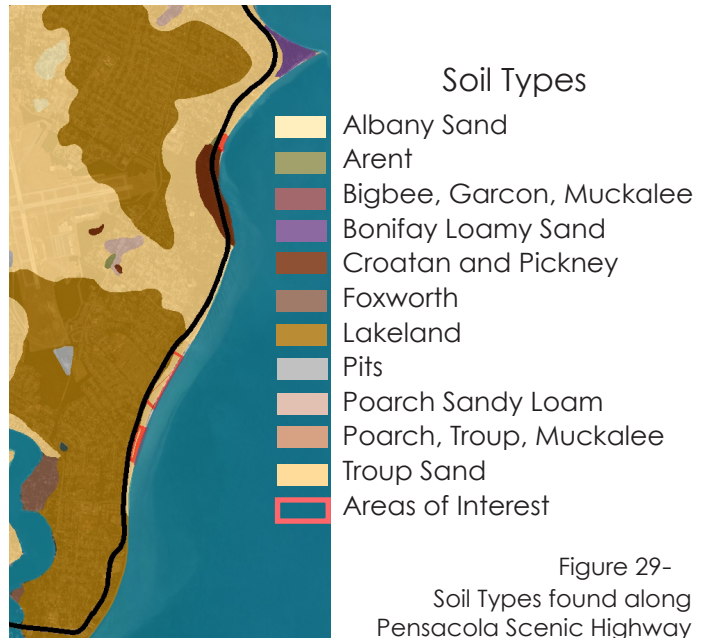 Soil Types
Albany Sand
Arent
Bigbee, Garcon, Muckalee
Bonifay Loamy Sand
Croatan and Pickney
Foxworth
Lakeland
Pits
Poarch Sandy Loam
Poarch, Troup, Muckalee
Troup Sand
Areas of Interest
Figure 29-
Soil Types found along
Pensacola Scenic Highway